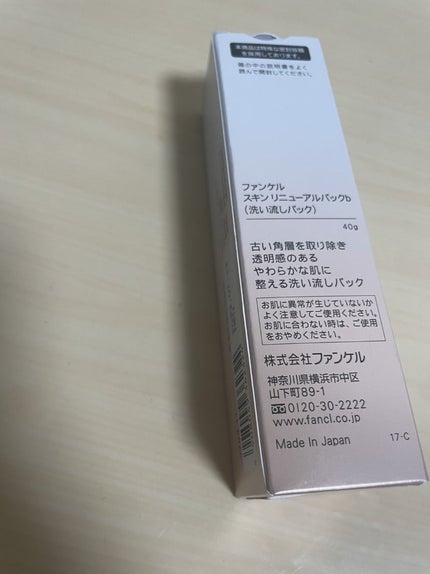 本商品は特殊な密封容器
を採用しております。
箱の中の説明書をよく
読んで開封してください。
ファンケル
スキンリニューアルパックb
(洗い流しパック)
40g
古い角層を取り除き
透明感のある
やわらかな肌に
整える洗い流しパック
お肌に異常が生じていないか
よく注意してご使用ください。
お肌に合わない時は、ご使用
をおやめください。
株式会社ファンケル
神奈川県横浜市中区
山下町89-1
0120-30-2222
www.fancl.co.jp
Made In Japan
17-C